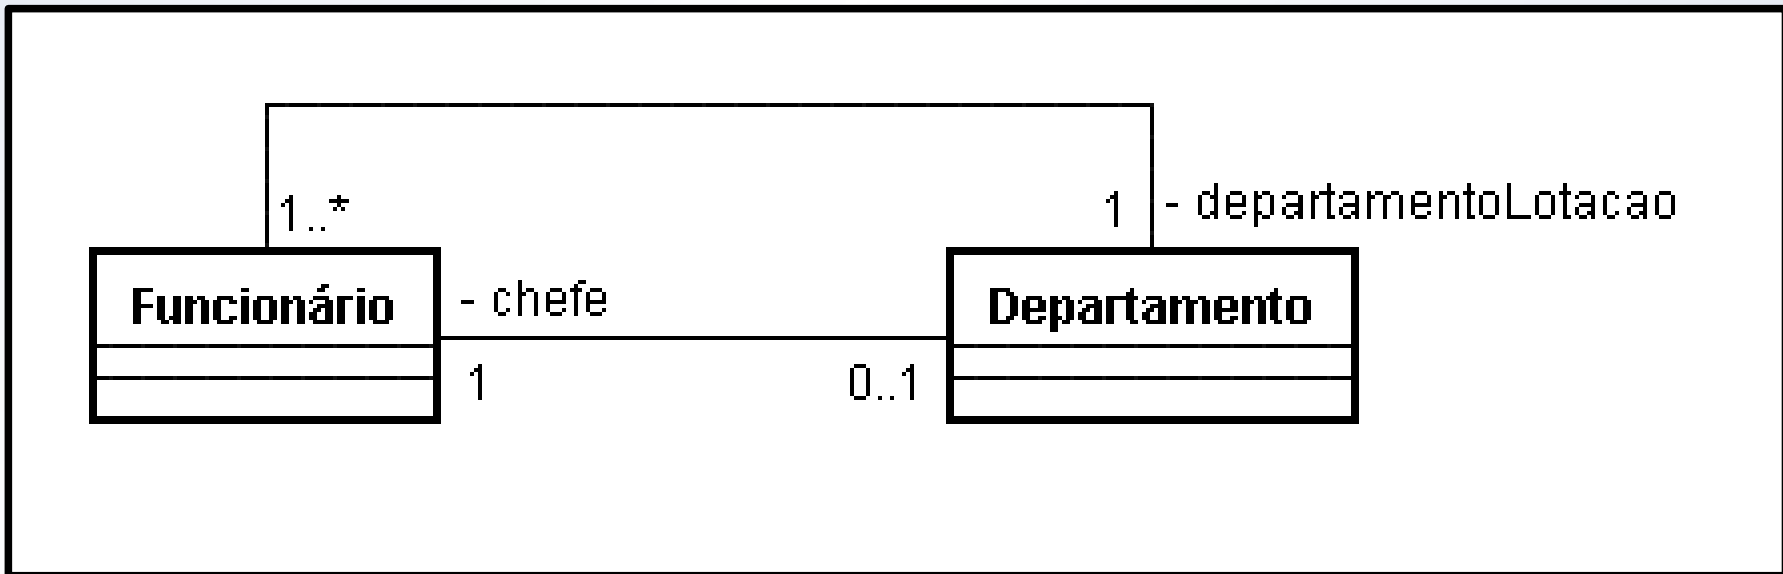 1..*
1
- departamentoLotacao
Funcionário
- chefe
Departamento
1
0..1